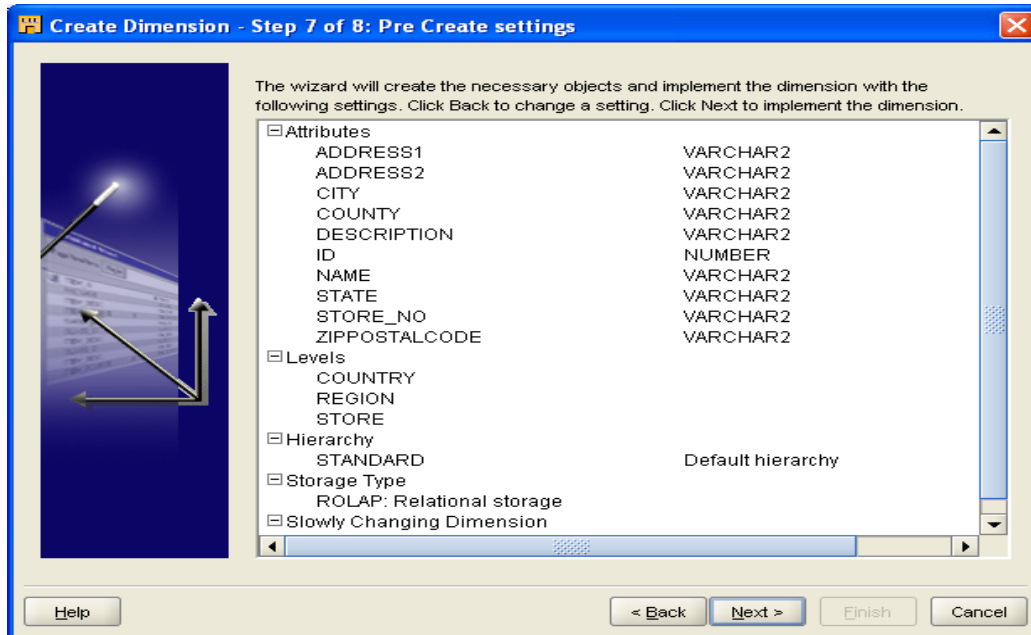 Create Dimension - Step 7 of 8: Pre Create settings
The wizard will create the necessary objects and implement the dimension with the
following settings. Click Back to change a setting. Click Next to implement the dimension.
Attributes
ADDRESS1 VARCHAR2
ADDRESS2 VARCHAR2
CITY VARCHAR2
COUNTY VARCHAR2
DESCRIPTION VARCHAR2
ID NUMBER
NAME VARCHAR2
STATE VARCHAR2
STORE_NO VARCHAR2
ZIPPOSTALCODE VARCHAR2
Levels
COUNTRY
REGION
STORE
Hierarchy
STANDARD Default hierarchy
Storage Type
ROLAP: Relational storage
Slowly Changing Dimension
Help < Back Next > Finish Cancel